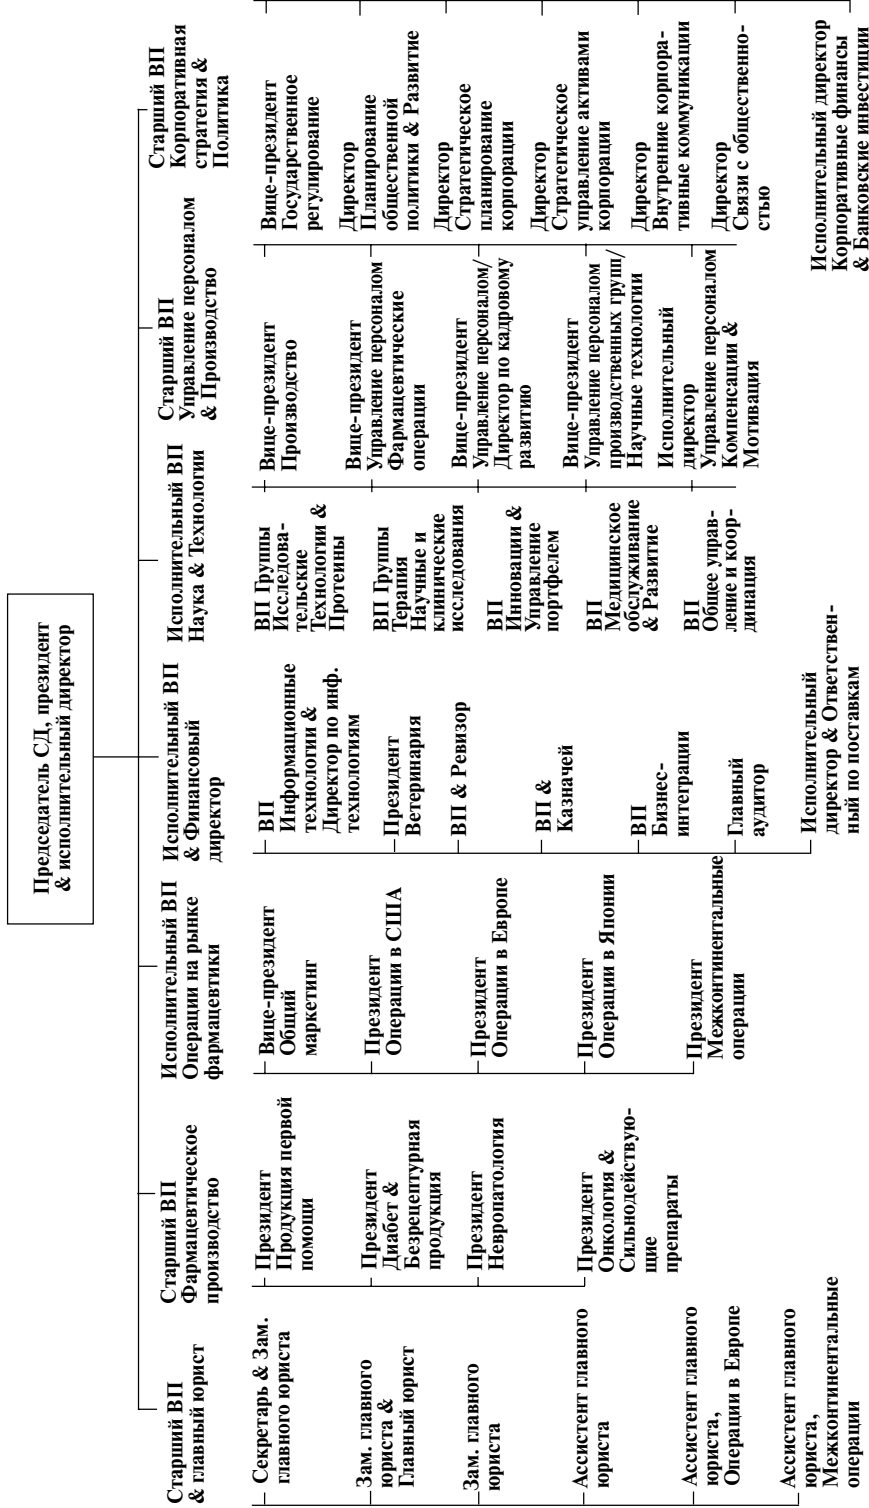 Председатель СД, президент
& исполнительный директор
Старший ВП
& главный юрист
Секретарь & Зам.
главного юриста
Зам. главного
юриста &
Главный юрист
Зам. главного
юриста
Ассистент главного
юриста
Ассистент главного
юриста,
Операции в Европе
Ассистент главного
юриста,
Межконтинентальные
операции
Старший ВП
Фармацевтическое
производство
Президент
Продукция первой
помощи
Президент
Диабет &
Безрецептурная
продукция
Президент
Невропатология
Президент
Онкология &
Сильнодействую-
щие
препараты
Исполнительный ВП
Операции на рынке
фармацевтики
Вице-президент
Общий
маркетинг
Президент
Операции в США
Президент
Операции в Европе
Президент
Операции в Японии
Президент
Межконтинентальные
операции
Исполнительный ВП
& Финансовый
директор
ВП
Информационные
технологии &
Директор по инф.
технологиям
Президент
Ветеринария
ВП & Ревизор
ВП &
Казначей
ВП
Бизнес-
интеграции
Главный
аудитор
Исполнительный
директор & Ответствен-
ный по поставкам
Исполнительный ВП
Наука & Технологии
ВП Группы
Исследова-
тельские
Технологии &
Протеины
ВП Группы
Терапия
Научные и
клинические
исследования
ВП
Инновации &
Управление
портфелем
ВП
Медицинское
обслуживание
& Развитие
ВП
Общее управ-
ление и коор-
динация
Старший ВП
Управление персоналом
& Производство
Вице-президент
Производство
Вице-президент
Управление персоналом
Фармацевтические
операции
Вице-президент
Управление персоналом/
Директор по кадровому
развитию
Вице-президент
Управление персоналом
производственных групп/
Научные технологии
Исполнительный
директор
Управление персоналом
Компенсации &
Мотивация
Старший ВП
Корпоративная
стратегия &
Политика
Вице-президент
Государственное
регулирование
Директор
Планирование
общественной
политики & Развитие
Директор
Стратегическое
планирование
корпорации
Директор
Стратегическое
управление активами
корпорации
Директор
Внутренние корпора-
тивные коммуникации
Директор
Связи с общественно-
стью
Исполнительный директор
Корпоративные финансы
& Банковские инвестиции